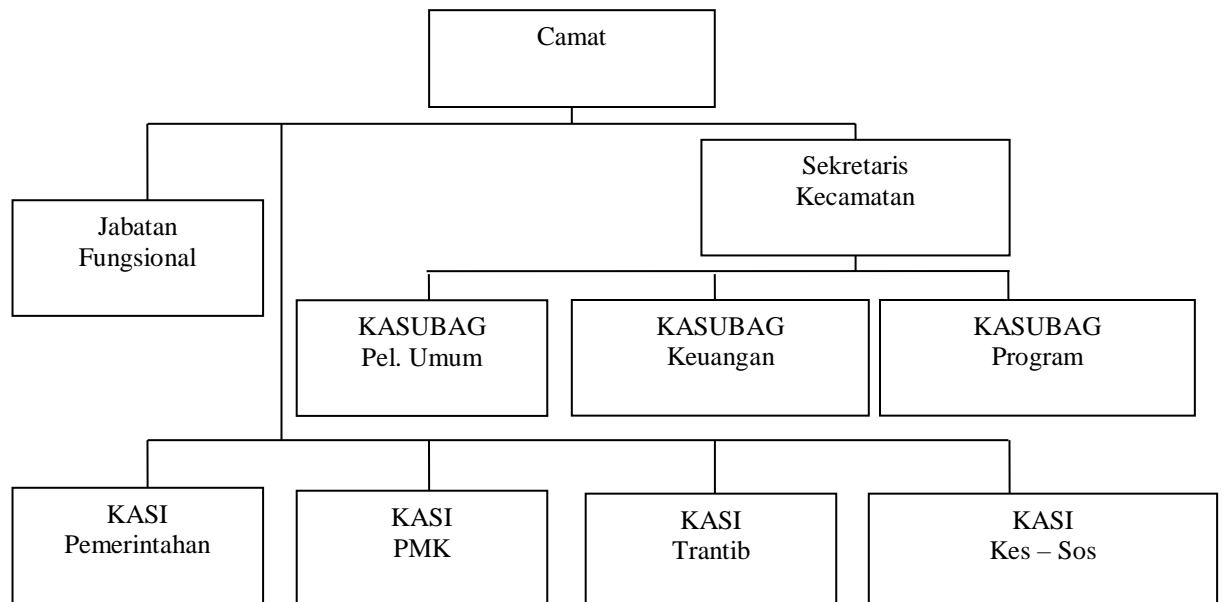 Camat
Sekretaris
Kecamatan
Jabatan
Fungsional
KASUBAG
Pel. Umum
KASUBAG
Keuangan
KASUBAG
Program
KASI
Pemerintahan
KASI
PMK
KASI
Trantib
KASI
Kes – Sos